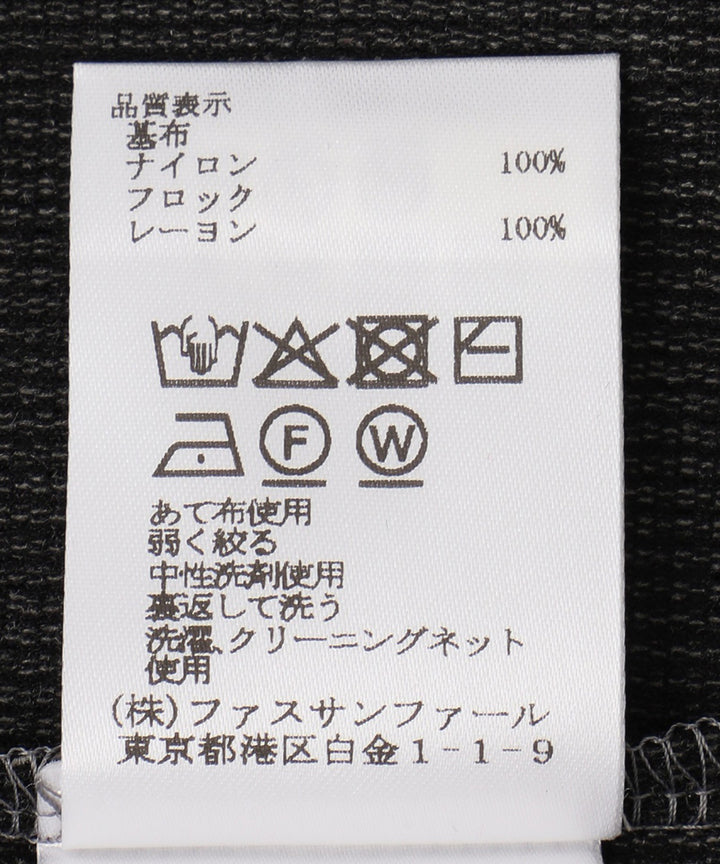 品質表示
基布
ナイロン 100%
フロック
レーヨン 100%
F W
あて布使用
弱く絞る
中性洗剤使用
裏返して洗う
洗濯、クリーニングネット
使用
(株)ファスサンファール
東京都港区白金1-1-9